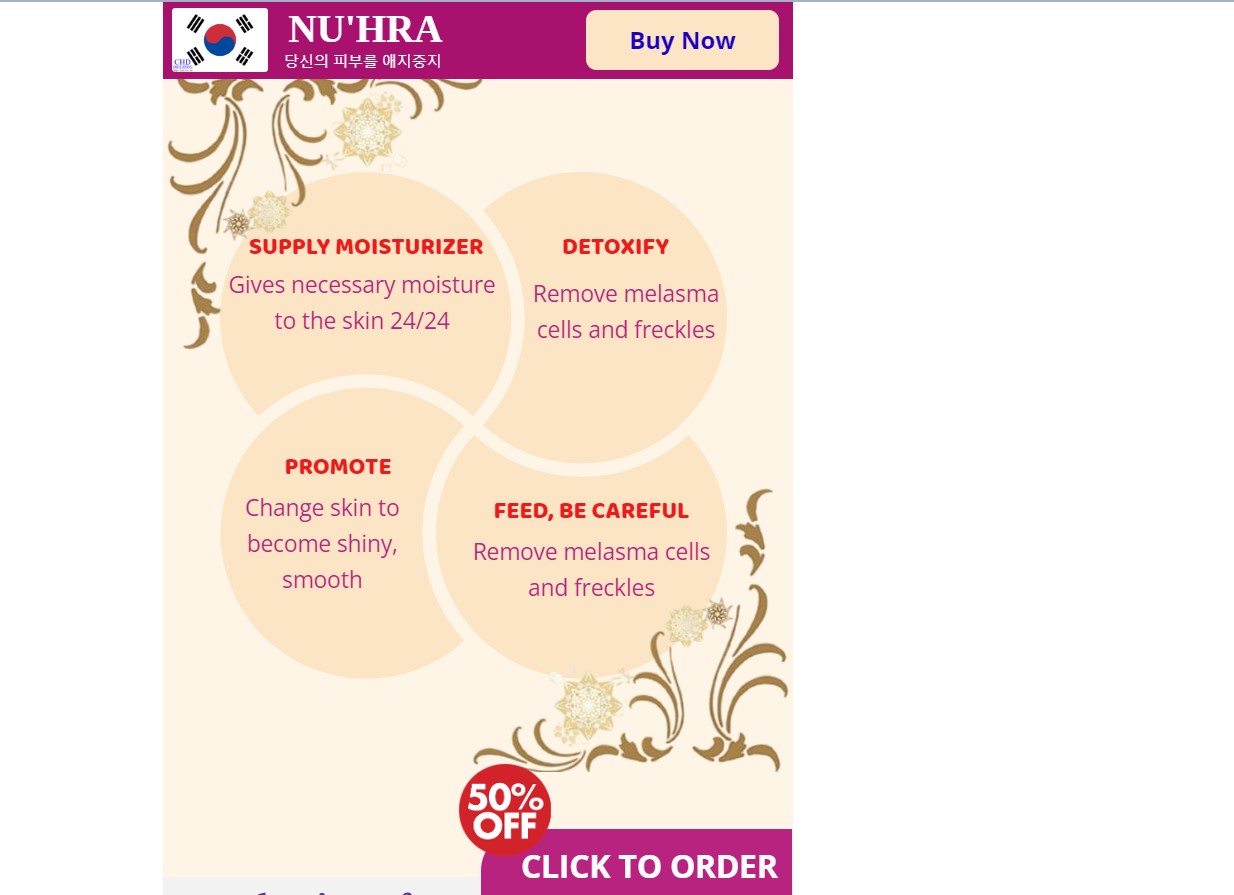 CHD
NU'HRA
당신의 피부를 애지중지
Buy Now
SUPPLY MOISTURIZER
Gives necessary moisture
to the skin 24/24
DETOXIFY
Remove melasma
cells and freckles
PROMOTE
Change skin to
become shiny,
smooth
FEED, BE CAREFUL
Remove melasma cells
and freckles
50%
OFF
CLICK TO ORDER